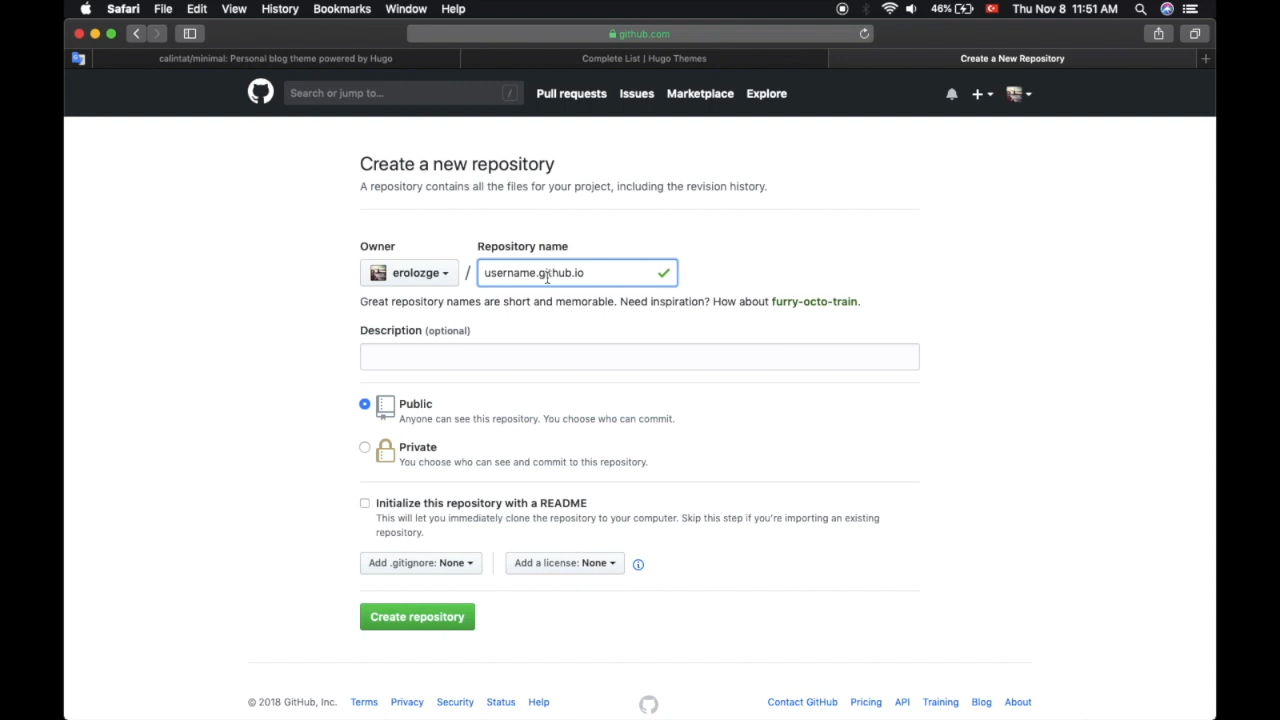 Safari File Edit View History Bookmarks Window Help 46% Thu Nov 8 11:51 AM
github.com
calintat/minimal: Personal blog theme powered by Hugo Complete List | Hugo Themes Create a New Repository +
Search or jump to... / Pull requests Issues Marketplace Explore +
Create a new repository
A repository contains all the files for your project, including the revision history.
Owner Repository name
erolozge / username.github.io
Great repository names are short and memorable. Need inspiration? How about furry-octo-train.
Description (optional)
Public
Anyone can see this repository. You choose who can commit.
Private
You choose who can see and commit to this repository.
Initialize this repository with a README
This will let you immediately clone the repository to your computer. Skip this step if you're importing an existing
repository.
Add .gitignore: None Add a license: None
Create repository
© 2018 GitHub, Inc. Terms Privacy Security Status Help Contact GitHub Pricing API Training Blog About